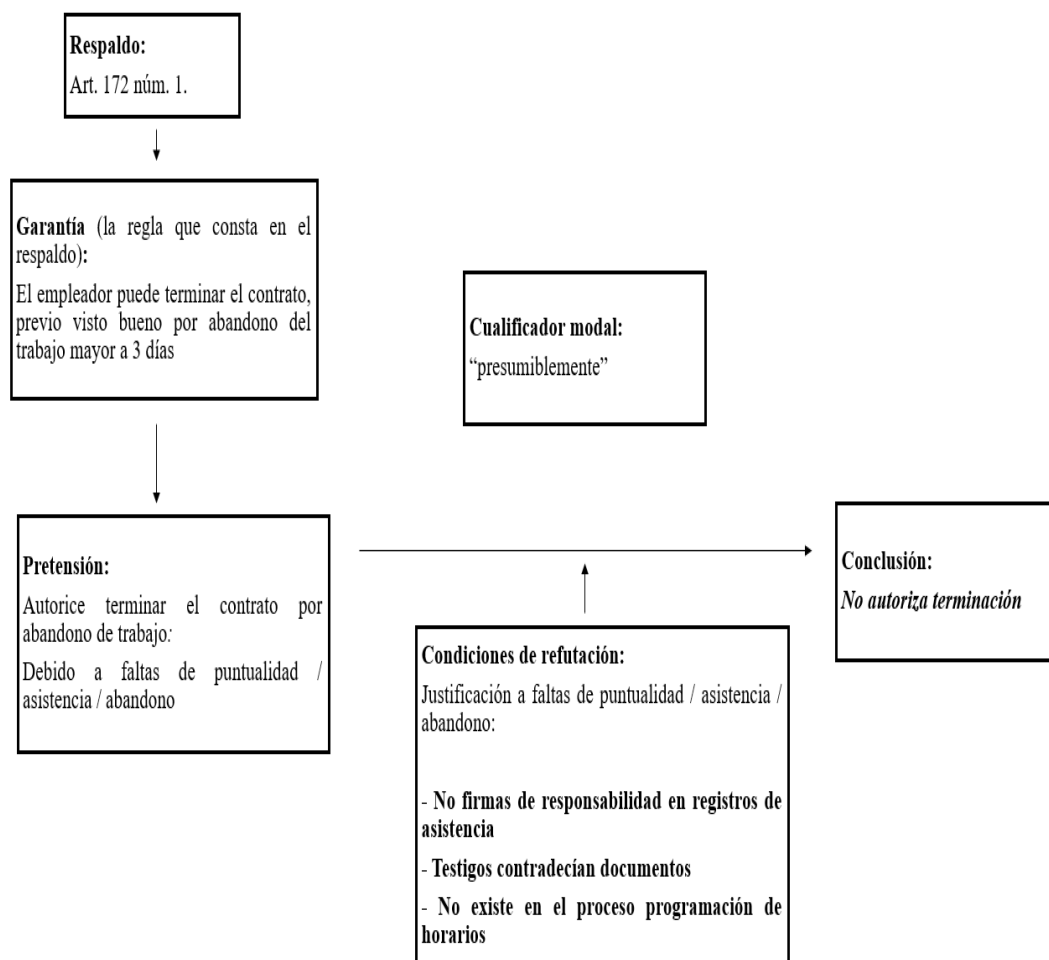 Respaldo:
Art. 172 núm. 1.
Garantía (la regla que consta en el
respaldo):
El empleador puede terminar el contrato,
previo visto bueno por abandono del
trabajo mayor a 3 días
Cualificador modal:
“presumiblemente”
Pretensión:
Autorice terminar el contrato por
abandono de trabajo:
Debido a faltas de puntualidad /
asistencia / abandono
Conclusión:
No autoriza terminación
Condiciones de refutación:
Justificación a faltas de puntualidad / asistencia /
abandono:
- No firmas de responsabilidad en registros de
asistencia
- Testigos contradecían documentos
- No existe en el proceso programación de
horarios